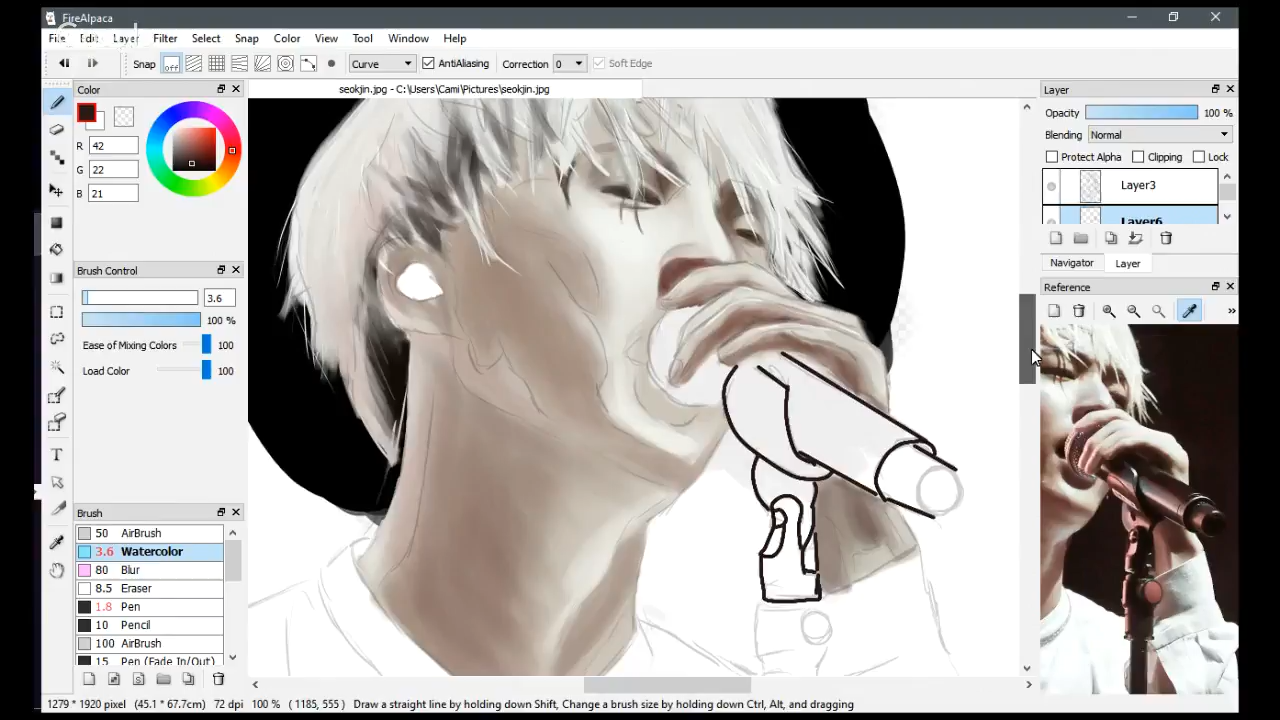 FireAlpaca
File Edit Layer Filter Select Snap Color View Tool Window Help
Snap off Curve AntiAliasing Correction 0 Soft Edge
Color
seokjin.jpg - C:\Users\Cami\Pictures\seokjin.jpg
Layer
R 42
G 22
B 21
Opacity 100 %
Blending Normal
Protect Alpha Clipping Lock
Layer3
Layer6
Navigator Layer
Brush Control
3.6
100 %
Ease of Mixing Colors 100
Load Color 100
Reference
Brush
50 AirBrush
3.6 Watercolor
80 Blur
8.5 Eraser
1.8 Pen
10 Pencil
100 AirBrush
15 Pen (Fade In/Out)
1279 * 1920 pixel (45.1 * 67.7cm) 72 dpi 100 % ( 1185, 555 ) Draw a straight line by holding down Shift, Change a brush size by holding down Ctrl, Alt, and dragging